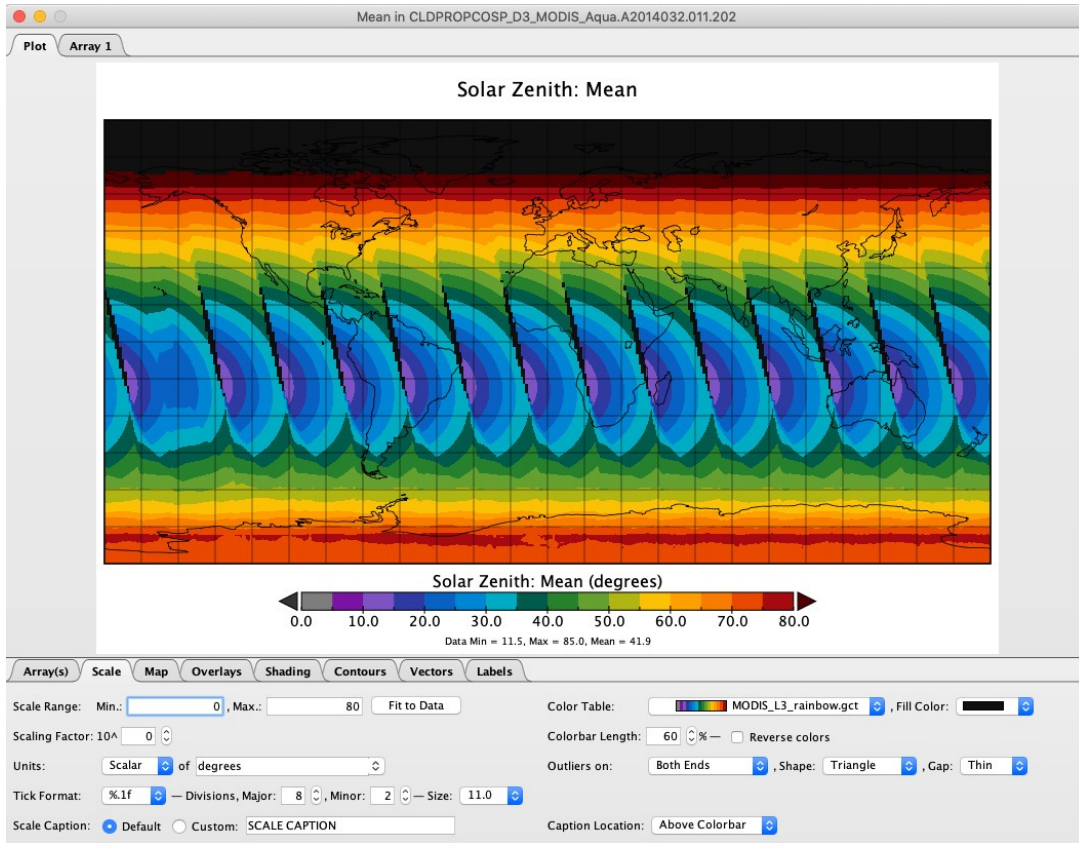 Mean in CLDPROPCOSP_D3_MODIS_Aqua.A2014032.011.202
Plot Array 1
Solar Zenith: Mean
Solar Zenith: Mean (degrees)
0.0 10.0 20.0 30.0 40.0 50.0 60.0 70.0 80.0
Data Min = 11.5, Max = 85.0, Mean = 41.9
Array(s) Scale Map Overlays Shading Contours Vectors Labels
Scale Range: Min.: 0 , Max.: 80 Fit to Data Color Table: MODIS_L3_rainbow.gct , Fill Color:
Scaling Factor: 10^ 0 Colorbar Length: 60 % — Reverse colors
Units: Scalar of degrees Outliers on: Both Ends , Shape: Triangle , Gap: Thin
Tick Format: %.1f — Divisions, Major: 8 , Minor: 2 — Size: 11.0
Scale Caption: Default Custom: SCALE CAPTION Caption Location: Above Colorbar